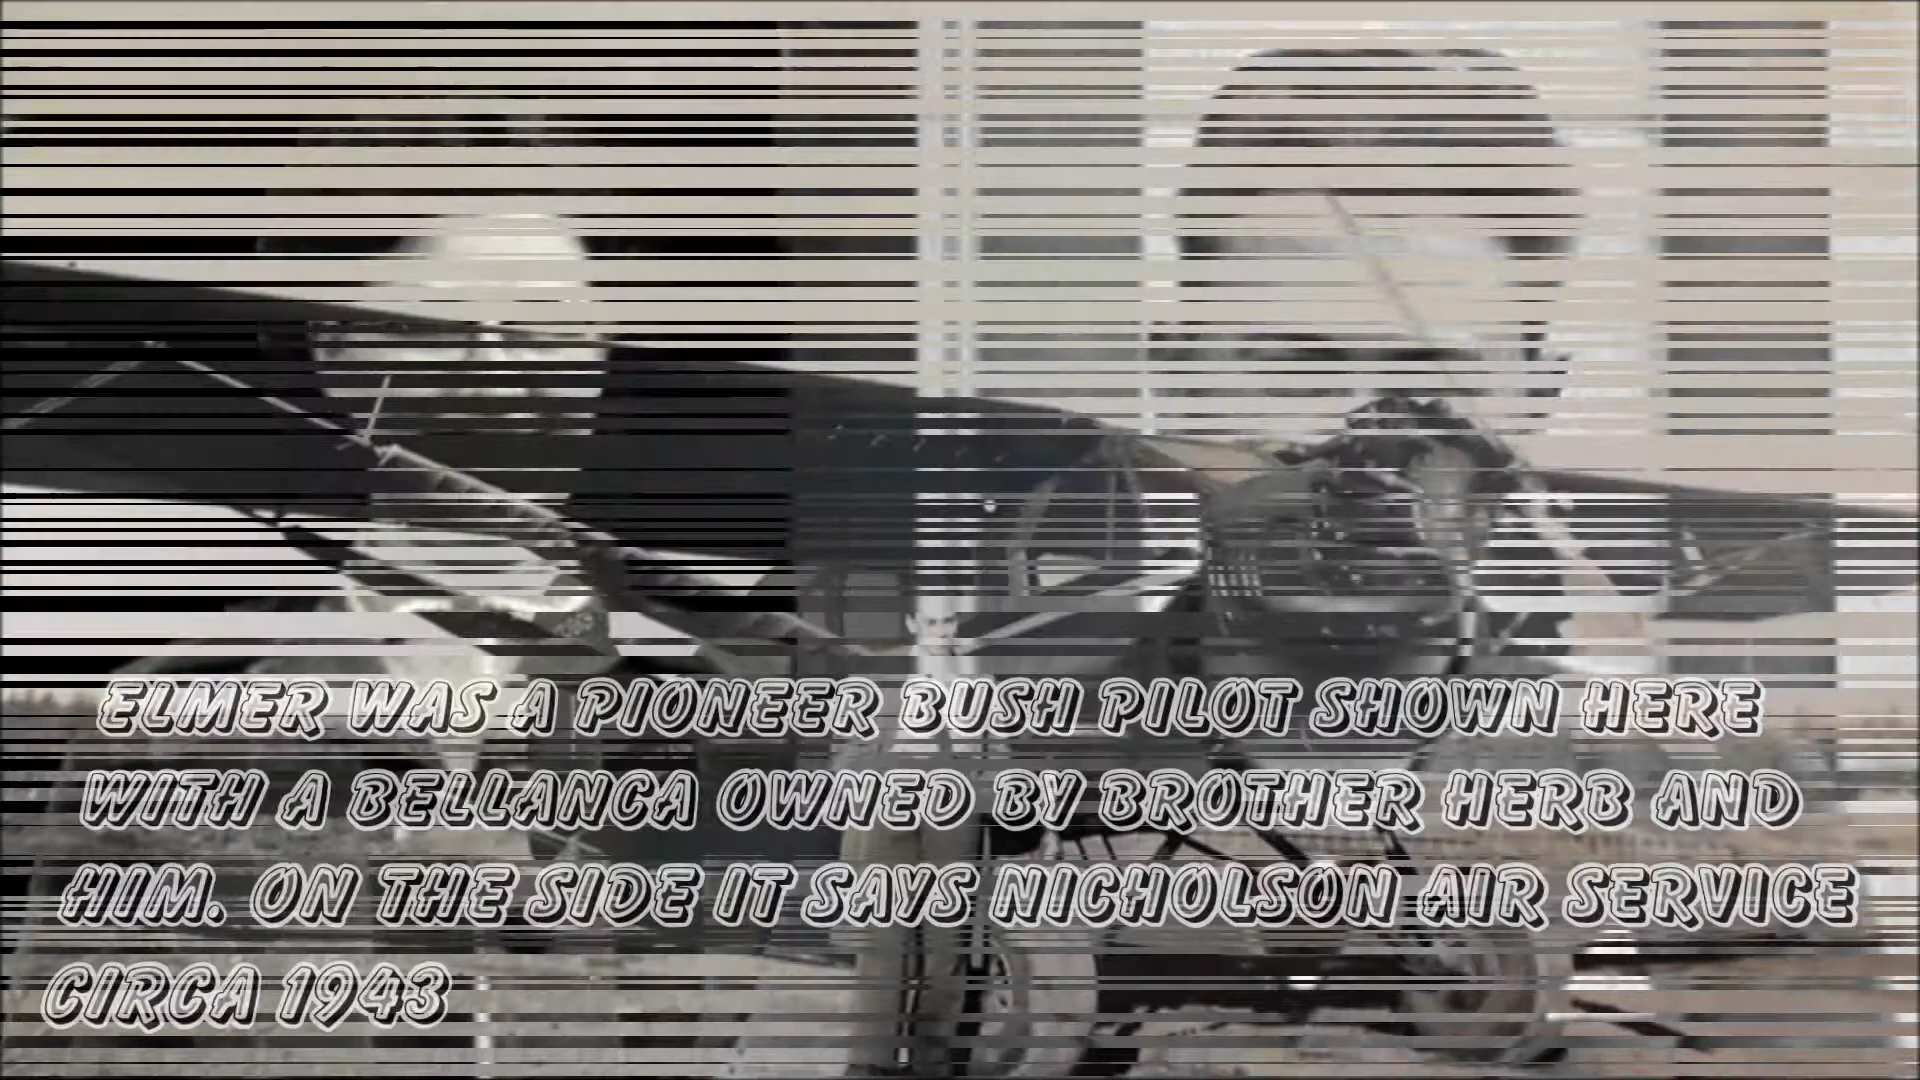 ELMER WAS A PIONEER BUSH PILOT SHOWN HERE
WITH A BELLANCA OWNED BY BROTHER HERB AND
HIM. ON THE SIDE IT SAYS NICHOLSON AIR SERVICE
CIRCA 1943